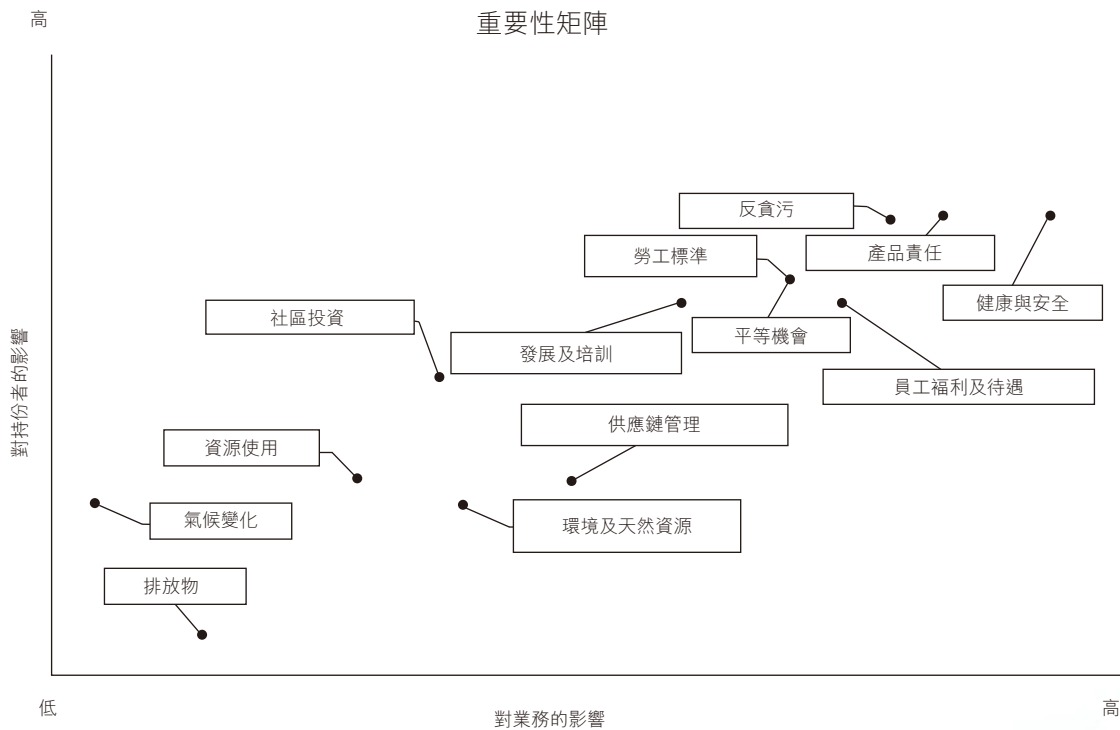 高
重要性矩陣
反貪污
勞工標準
產品責任
健康與安全
社區投資
發展及培訓
平等機會
員工福利及待遇
對持份者的影響
供應鏈管理
資源使用
氣候變化
環境及天然資源
排放物
低
對業務的影響
高